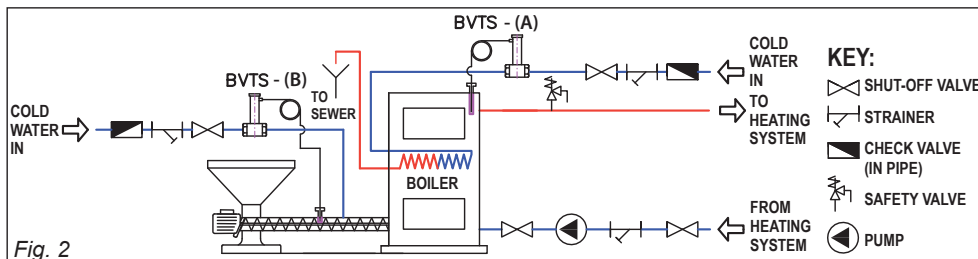 BVTS - (A)
COLD
WATER
IN
BVTS - (B)
TO
SEWER
COLD
WATER
IN
TO
HEATING
SYSTEM
BOILER
FROM
HEATING
SYSTEM
KEY:
SHUT-OFF VALVE
STRAINER
CHECK VALVE
(IN PIPE)
SAFETY VALVE
PUMP
Fig. 2